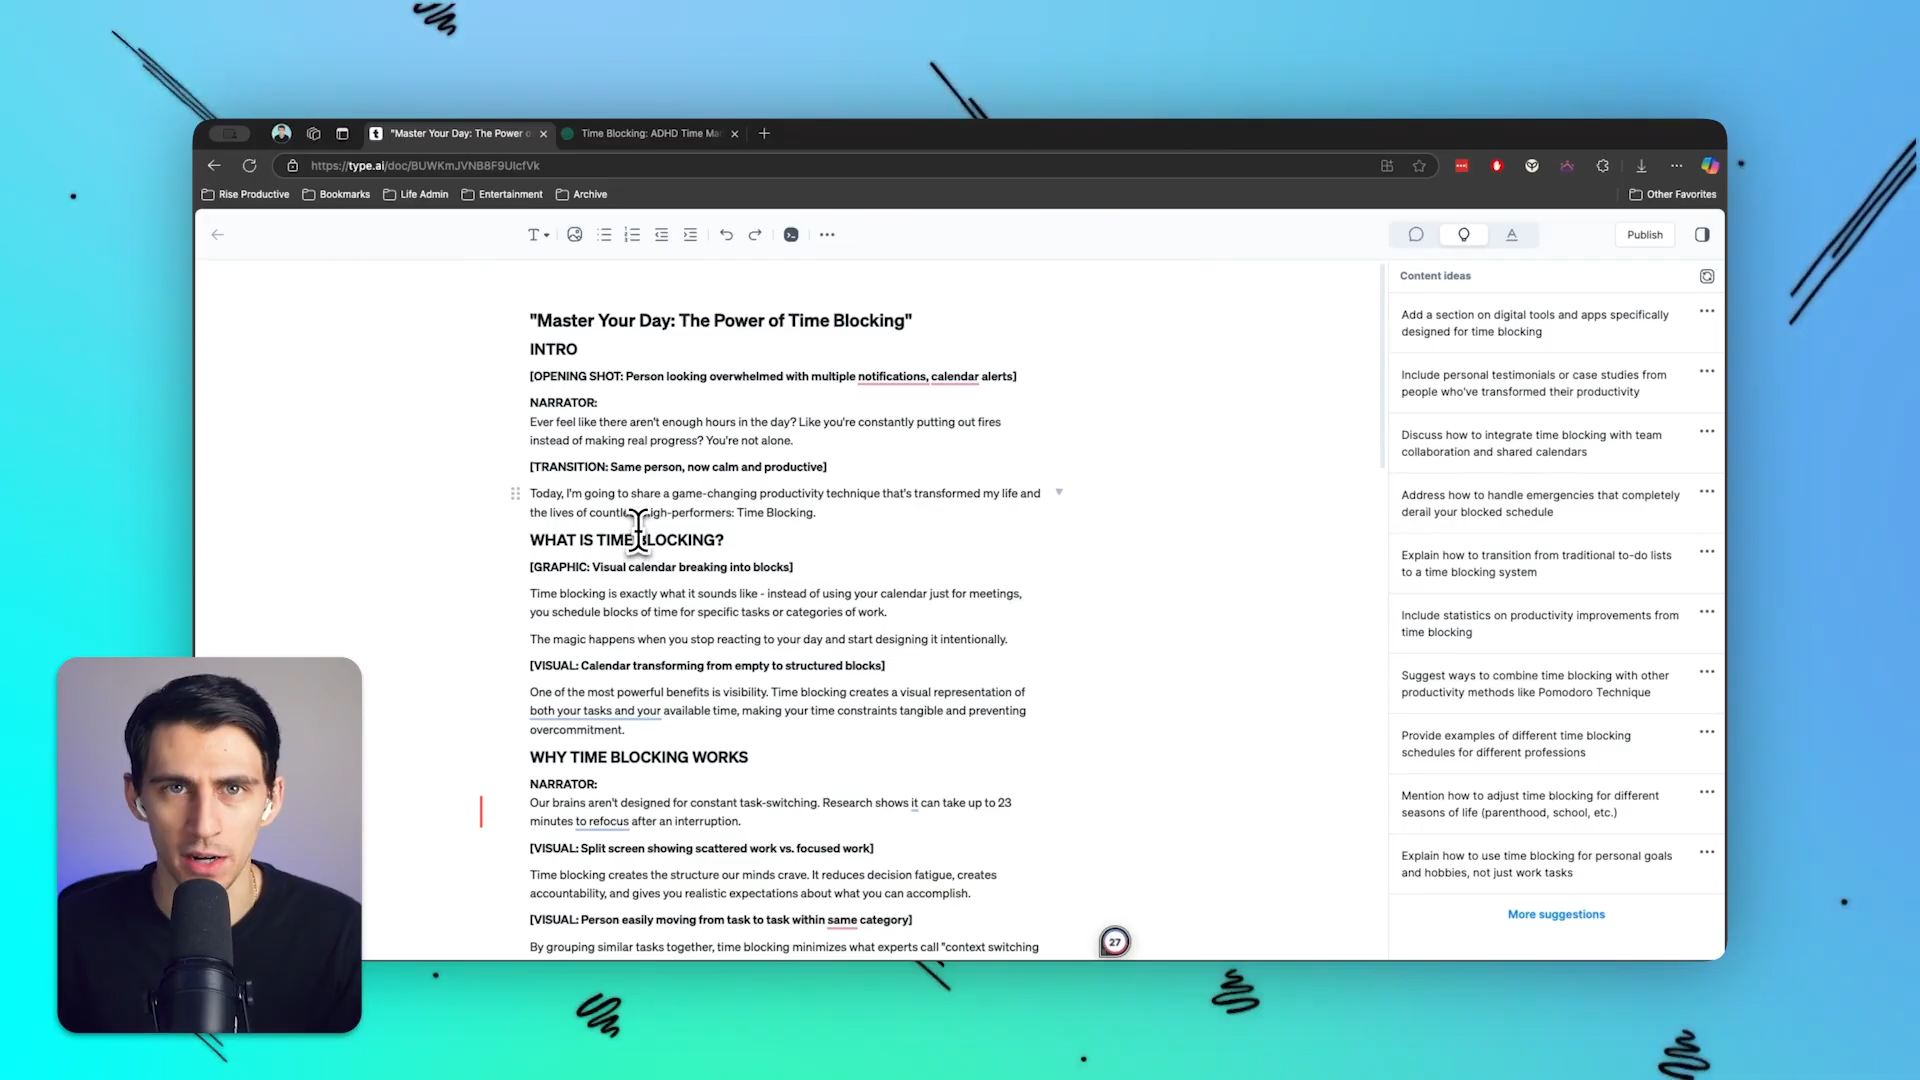 "Master Your Day: The Power o
Time Blocking: ADHD Time Ma
https://type.ai/doc/BUWKmJVNB8F9UIcfVk
Rise Productive
Bookmarks
Life Admin
Entertainment
Archive
Other Favorites
T
Publish
"Master Your Day: The Power of Time Blocking"
INTRO
[OPENING SHOT: Person looking overwhelmed with multiple notifications, calendar alerts]
NARRATOR:
Ever feel like there aren't enough hours in the day? Like you're constantly putting out fires
instead of making real progress? You're not alone.
[TRANSITION: Same person, now calm and productive]
Today, I'm going to share a game-changing productivity technique that's transformed my life and
the lives of high-performers: Time Blocking.
WHAT IS TIME BLOCKING?
[GRAPHIC: Visual calendar breaking into blocks]
Time blocking is exactly what it sounds like - instead of using your calendar just for meetings,
you schedule blocks of time for specific tasks or categories of work.
The magic happens when you stop reacting to your day and start designing it intentionally.
[VISUAL: Calendar transforming from empty to structured blocks]
One of the most powerful benefits is visibility. Time blocking creates a visual representation of
both your tasks and your available time, making your time constraints tangible and preventing
overcommitment.
WHY TIME BLOCKING WORKS
NARRATOR:
Our brains aren't designed for constant task-switching. Research shows it can take up to 23
minutes to refocus after an interruption.
[VISUAL: Split screen showing scattered work vs. focused work]
Time blocking creates the structure our minds crave. It reduces decision fatigue, creates
accountability, and gives you realistic expectations about what you can accomplish.
[VISUAL: Person easily moving from task to task within same category]
By grouping similar tasks together, time blocking minimizes what experts call "context switching
27
Content ideas
Add a section on digital tools and apps specifically
designed for time blocking
Include personal testimonials or case studies from
people who've transformed their productivity
Discuss how to integrate time blocking with team
collaboration and shared calendars
Address how to handle emergencies that completely
derail your blocked schedule
Explain how to transition from traditional to-do lists
to a time blocking system
Include statistics on productivity improvements from
time blocking
Suggest ways to combine time blocking with other
productivity methods like Pomodoro Technique
Provide examples of different time blocking
schedules for different professions
Mention how to adjust time blocking for different
seasons of life (parenthood, school, etc.)
Explain how to use time blocking for personal goals
and hobbies, not just work tasks
More suggestions